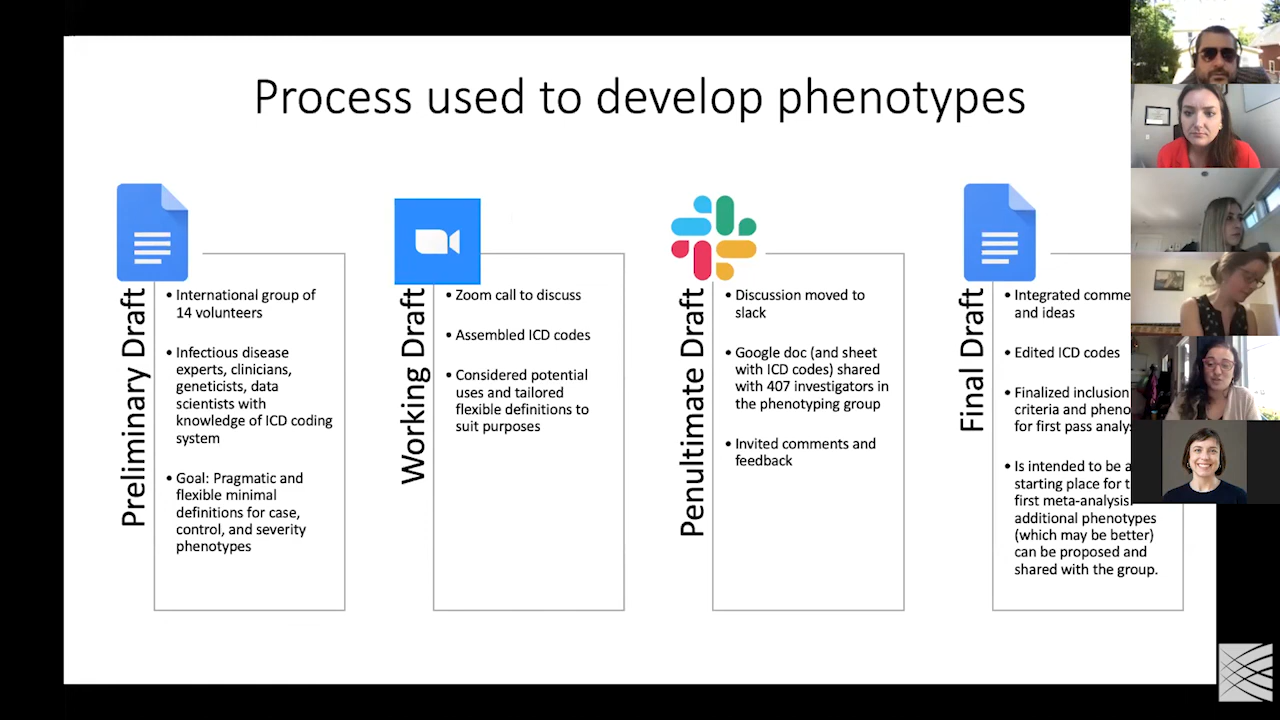 Process used to develop phenotypes
Preliminary Draft
• International group of
14 volunteers
• Infectious disease
experts, clinicians,
geneticists, data
scientists with
knowledge of ICD coding
system
• Goal: Pragmatic and
flexible minimal
definitions for case,
control, and severity
phenotypes
Working Draft
• Zoom call to discuss
• Assembled ICD codes
• Considered potential
uses and tailored
flexible definitions to
suit purposes
Penultimate Draft
• Discussion moved to
slack
• Google doc (and sheet
with ICD codes) shared
with 407 investigators in
the phenotyping group
• Invited comments and
feedback
Final Draft
• Integrated
and ideas
• Edited ICD codes
• Finalized inclusion
criteria and
for first pass
• Is intended to be a
starting place for
first meta-analysis.
additional phenotypes
(which may be better)
can be proposed and
shared with the group.